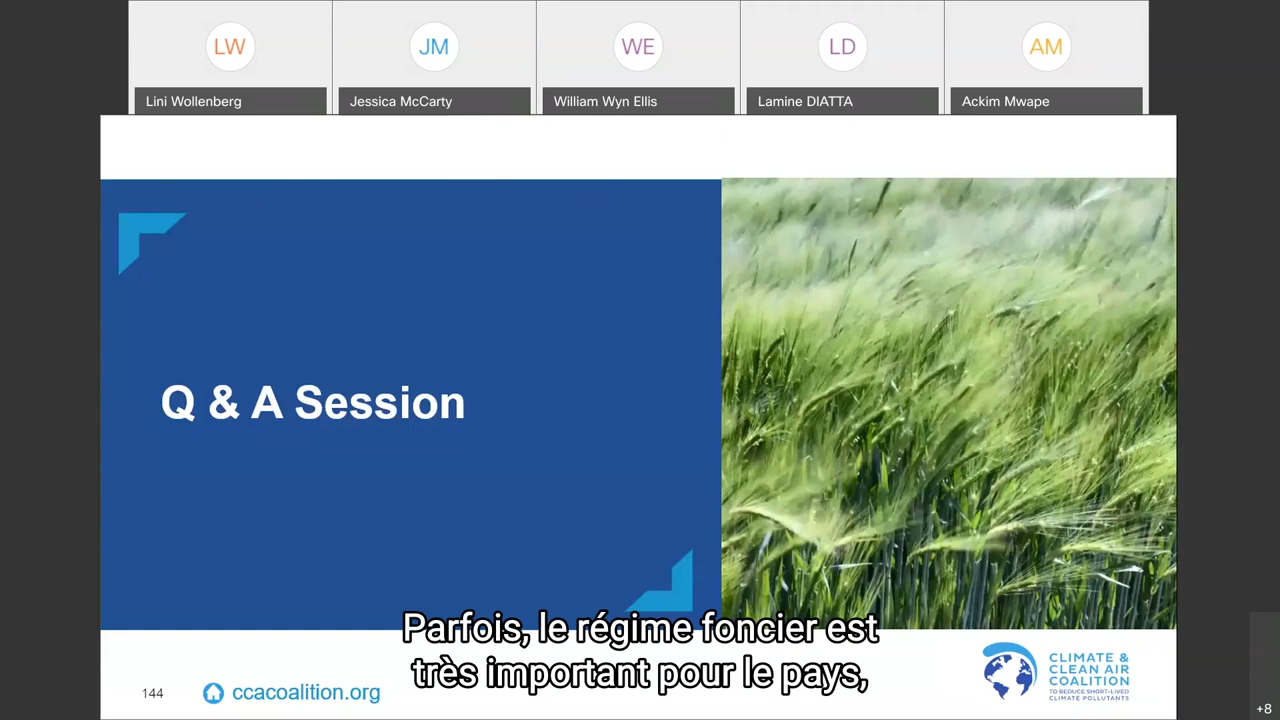 LW
JM
WE
LD
AM
Lini Wollenberg
Jessica McCarty
William Wyn Ellis
Lamine DIATTA
Ackim Mwape
Q & A Session
Parfois, le régime foncier est
très important pour le pays,
144
ccacoalition.org
CLIMATE &
CLEAN AIR
COALITION
TO REDUCE SHORT-LIVED
CLIMATE POLLUTANTS
+8